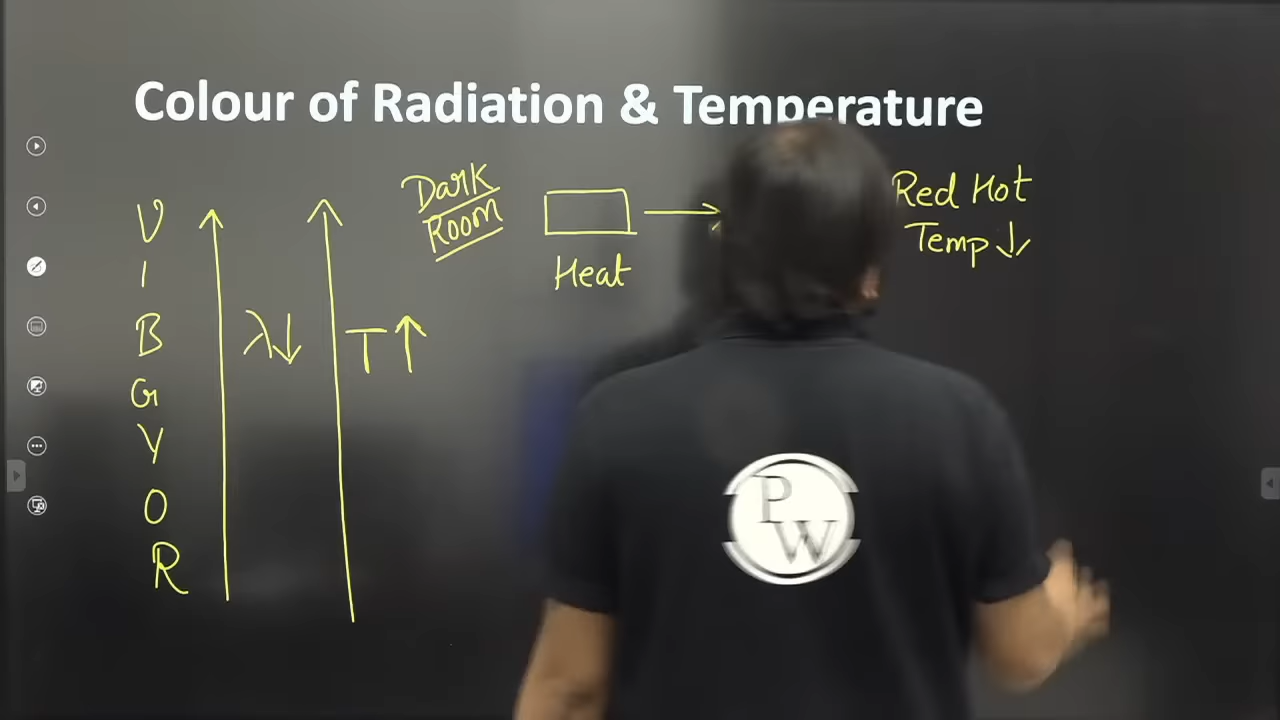 Colour of Radiation & Temperature
V
I
B
G
Y
O
R
λ↓
T↑
Dark
Room
Heat
Red Hot
Temp↓
PW